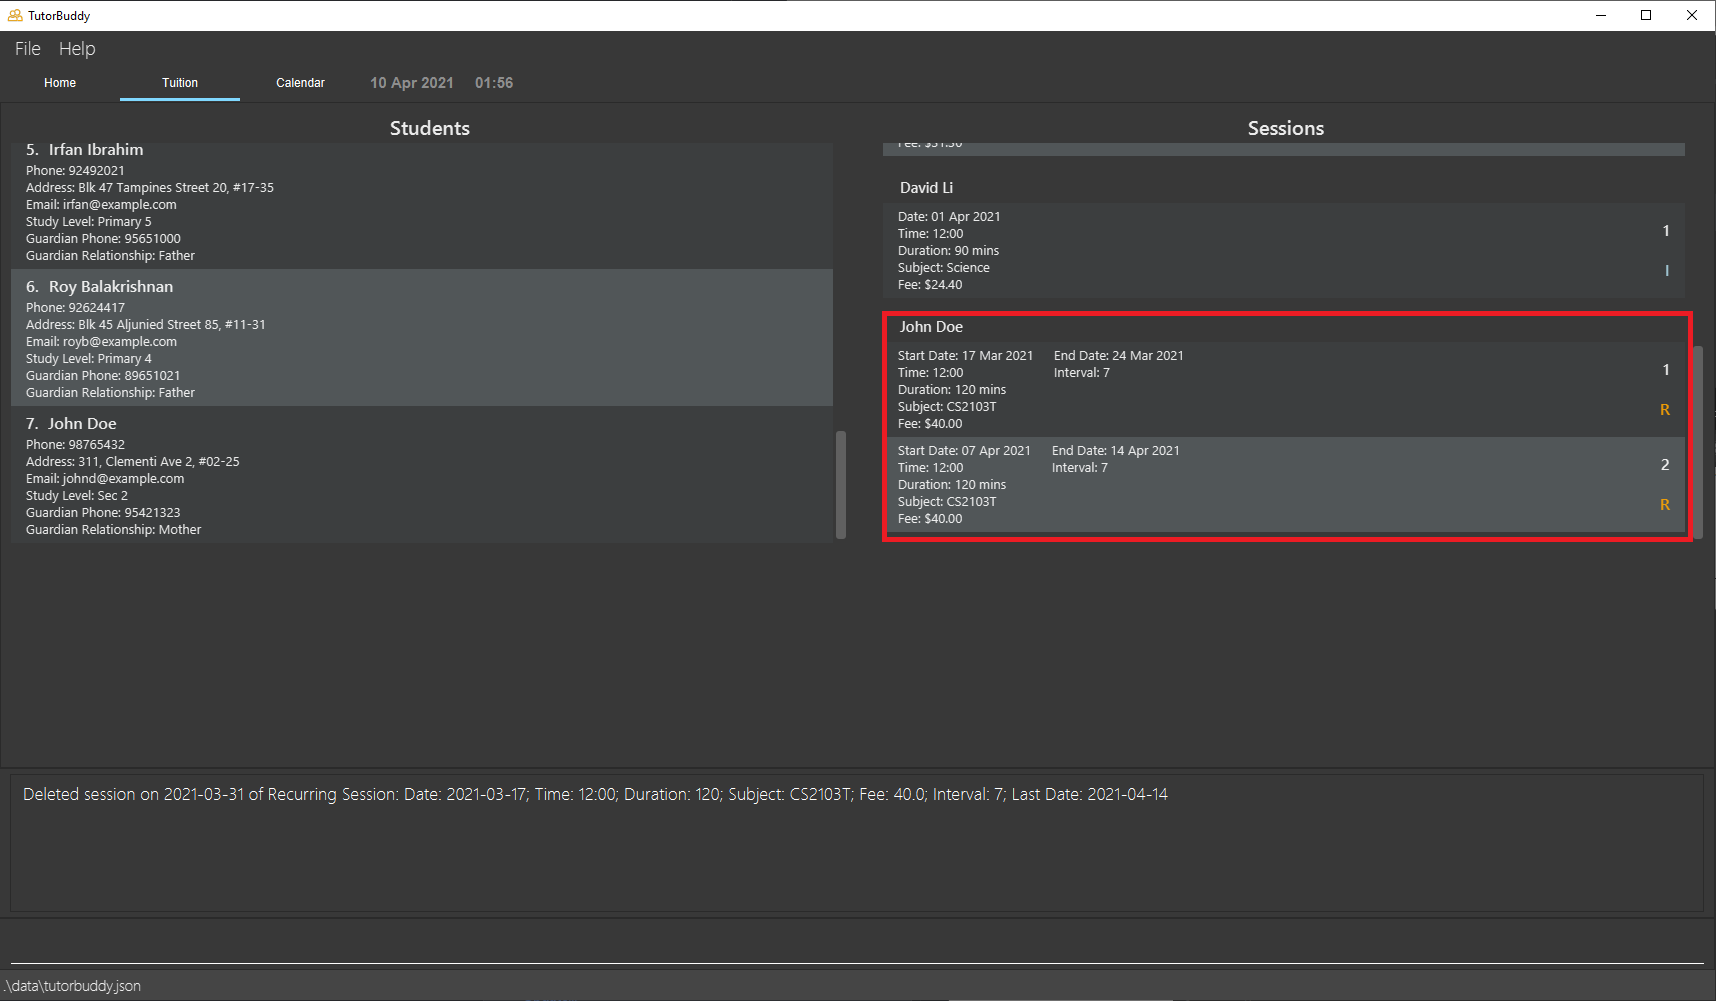 TutorBuddy
File Help
Home Tuition Calendar 10 Apr 2021 01:56
Students
5. Irfan Ibrahim
Phone: 92492021
Address: Blk 47 Tampines Street 20, #17-35
Email: irfan@example.com
Study Level: Primary 5
Guardian Phone: 95651000
Guardian Relationship: Father
6. Roy Balakrishnan
Phone: 92624417
Address: Blk 45 Aljunied Street 85, #11-31
Email: royb@example.com
Study Level: Primary 4
Guardian Phone: 89651021
Guardian Relationship: Father
7. John Doe
Phone: 98765432
Address: 311, Clementi Ave 2, #02-25
Email: johnd@example.com
Study Level: Sec 2
Guardian Phone: 95421323
Guardian Relationship: Mother
Sessions
Fee:
David Li
Date: 01 Apr 2021
Time: 12:00
1
Duration: 90 mins
Subject: Science
I
Fee: $24.40
John Doe
Start Date: 17 Mar 2021 End Date: 24 Mar 2021
Time: 12:00 Interval: 7
1
Duration: 120 mins
Subject: CS2103T
R
Fee: $40.00
Start Date: 07 Apr 2021 End Date: 14 Apr 2021
Time: 12:00 Interval: 7
2
Duration: 120 mins
Subject: CS2103T
R
Fee: $40.00
Deleted session on 2021-03-31 of Recurring Session: Date: 2021-03-17; Time: 12:00; Duration: 120; Subject: CS2103T; Fee: 40.0; Interval: 7; Last Date: 2021-04-14
.\data\tutorbuddy.json